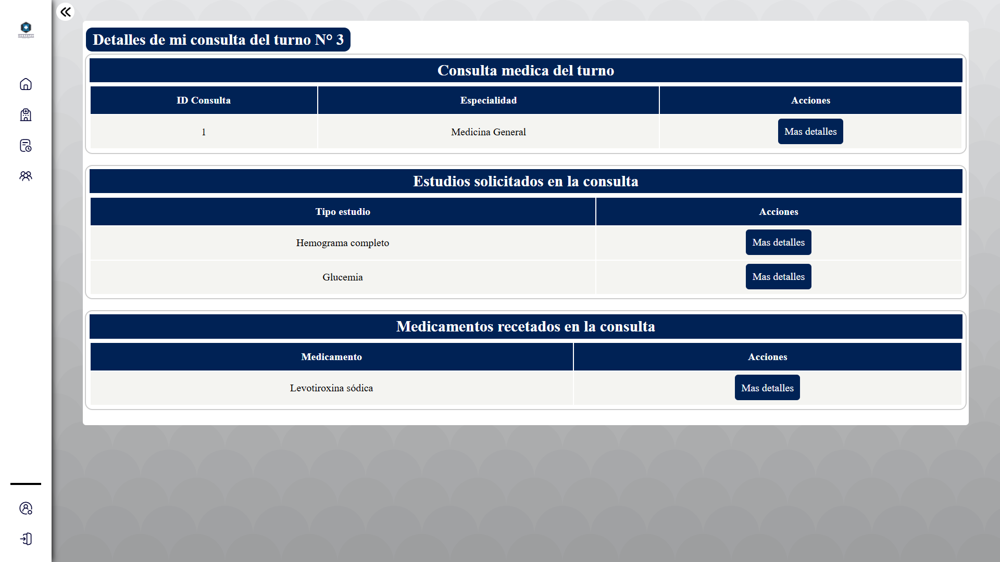 HOSPITAL
Detalles de mi consulta del turno N° 3
Consulta medica del turno
ID Consulta Especialidad Acciones
1 Medicina General Mas detalles
Estudios solicitados en la consulta
Tipo estudio Acciones
Hemograma completo Mas detalles
Glucemia Mas detalles
Medicamentos recetados en la consulta
Medicamento Acciones
Levotiroxina sódica Mas detalles